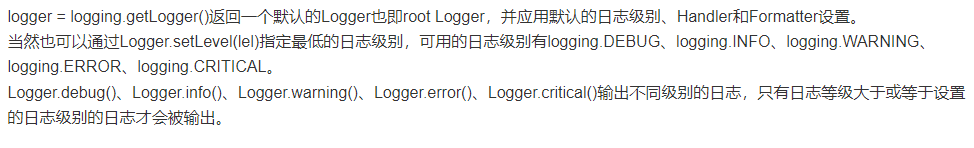 logger = logging.getLogger()返回一个默认的Logger也即root Logger，并应用默认的日志级别、Handler和Formatter设置。
当然也可以通过Logger.setLevel(lel)指定最低的日志级别，可用的日志级别有logging.DEBUG、logging.INFO、logging.WARNING、
logging.ERROR、logging.CRITICAL。
Logger.debug()、Logger.info()、Logger.warning()、Logger.error()、Logger.critical()输出不同级别的日志，只有日志等级大于或等于设置
的日志级别的日志才会被输出。